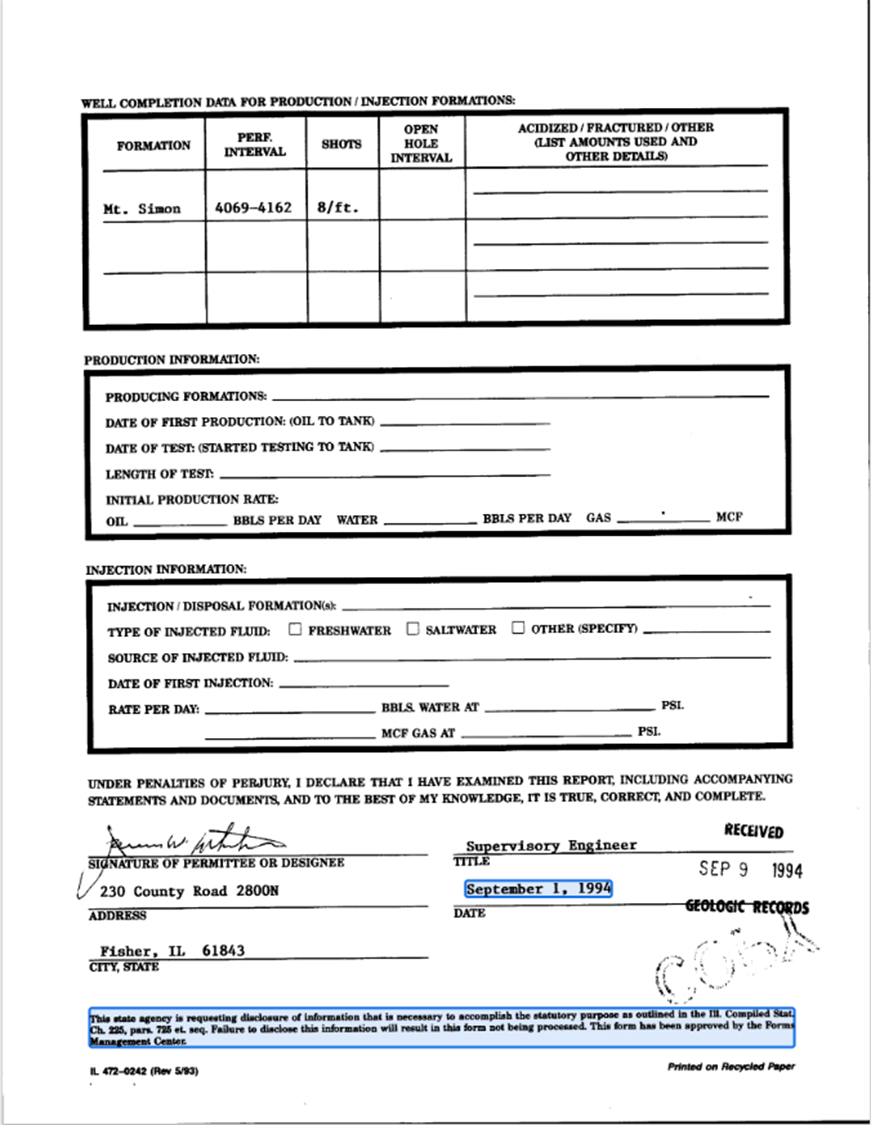 WELL COMPLETION DATA FOR PRODUCTION / INJECTION FORMATIONS:
FORMATION
PERF.
INTERVAL
SHOTS
OPEN
HOLE
INTERVAL
ACIDIZED / FRACTURED / OTHER
(LIST AMOUNTS USED AND
OTHER DETAILS)
Mt. Simon 4069-4162 8/ft.
PRODUCTION INFORMATION:
PRODUCING FORMATIONS:
DATE OF FIRST PRODUCTION: (OIL TO TANK)
DATE OF TEST: (STARTED TESTING TO TANK)
LENGTH OF TEST:
INITIAL PRODUCTION RATE:
OIL BBLS PER DAY WATER BBLS PER DAY GAS MCF
INJECTION INFORMATION:
INJECTION / DISPOSAL FORMATION(s):
TYPE OF INJECTED FLUID: FRESHWATER SALTWATER OTHER (SPECIFY)
SOURCE OF INJECTED FLUID:
DATE OF FIRST INJECTION:
RATE PER DAY: BBLS. WATER AT PSI.
MCF GAS AT PSI.
UNDER PENALTIES OF PERJURY, I DECLARE THAT I HAVE EXAMINED THIS REPORT, INCLUDING ACCOMPANYING
STATEMENTS AND DOCUMENTS, AND TO THE BEST OF MY KNOWLEDGE, IT IS TRUE, CORRECT, AND COMPLETE.
SIGNATURE OF PERMITTEE OR DESIGNEE
Supervisory Engineer
TITLE
RECEIVED
SEP 9 1994
GEOLOGIC RECORDS
230 County Road 2800N
ADDRESS
September 1, 1994
DATE
COPY
Fisher, IL 61843
CITY, STATE
This state agency is requesting disclosure of information that is necessary to accomplish the statutory purpose as outlined in the Ill. Compiled Stat.
Ch. 225, pars. 725 et. seq. Failure to disclose this information will result in this form not being processed. This form has been approved by the Forms
Management Center.
IL 472-0242 (Rev 5/93)
Printed on Recycled Paper